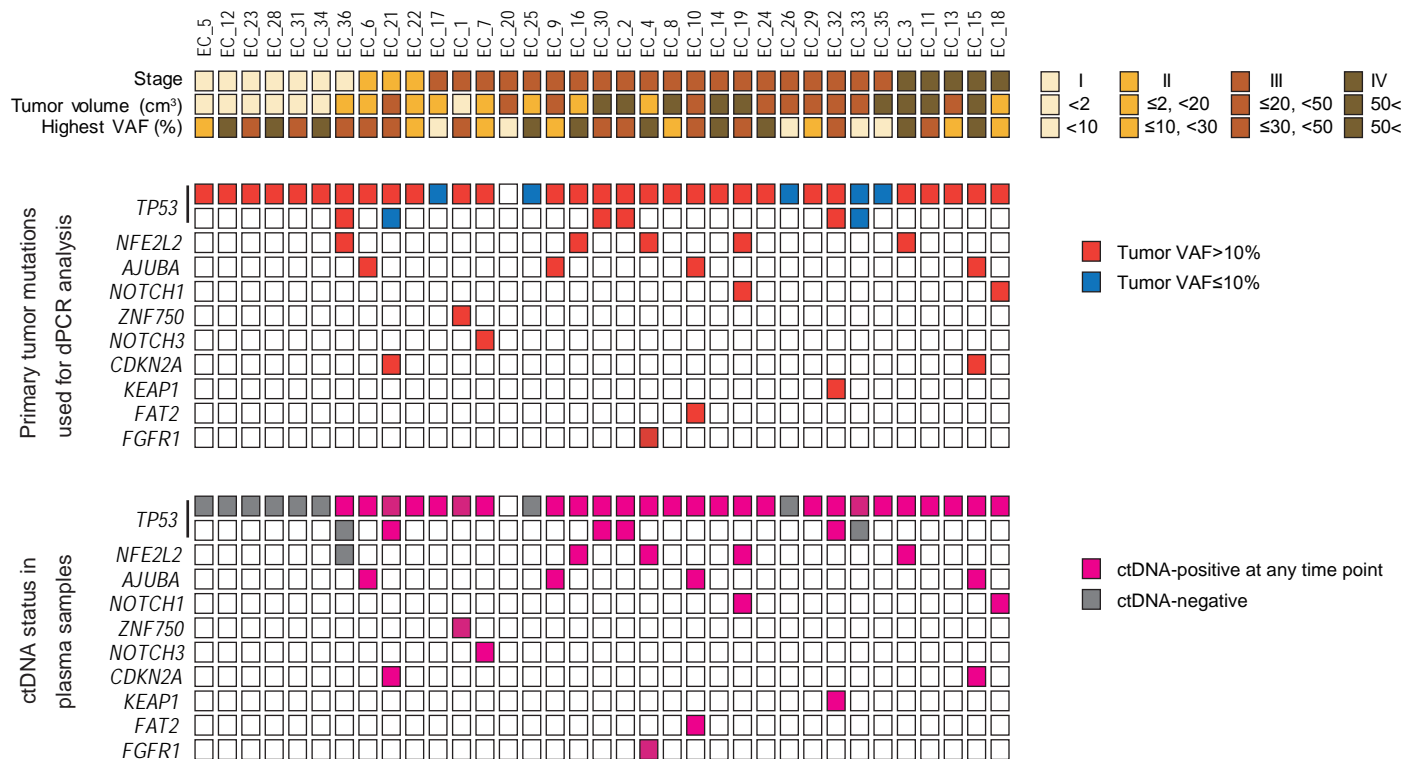 EC_5 EC_12 EC_23 EC_28 EC_31 EC_34 EC_36 EC_6 EC_21 EC_22 EC_17 EC_1 EC_7 EC_20 EC_25 EC_9 EC_16 EC_30 EC_2 EC_4 EC_8 EC_10 EC_14 EC_19 EC_24 EC_26 EC_29 EC_32 EC_33 EC_35 EC_3 EC_11 EC_13 EC_15 EC_18
Stage I II III IV
Tumor volume (cm³) <2 ≤2, <20 ≤20, <50 50<
Highest VAF (%) <10 ≤10, <30 ≤30, <50 50<
Primary tumor mutations
used for dPCR analysis
TP53
NFE2L2
AJUBA
NOTCH1
ZNF750
NOTCH3
CDKN2A
KEAP1
FAT2
FGFR1
Tumor VAF>10%
Tumor VAF≤10%
ctDNA status in
plasma samples
TP53
NFE2L2
AJUBA
NOTCH1
ZNF750
NOTCH3
CDKN2A
KEAP1
FAT2
FGFR1
ctDNA-positive at any time point
ctDNA-negative